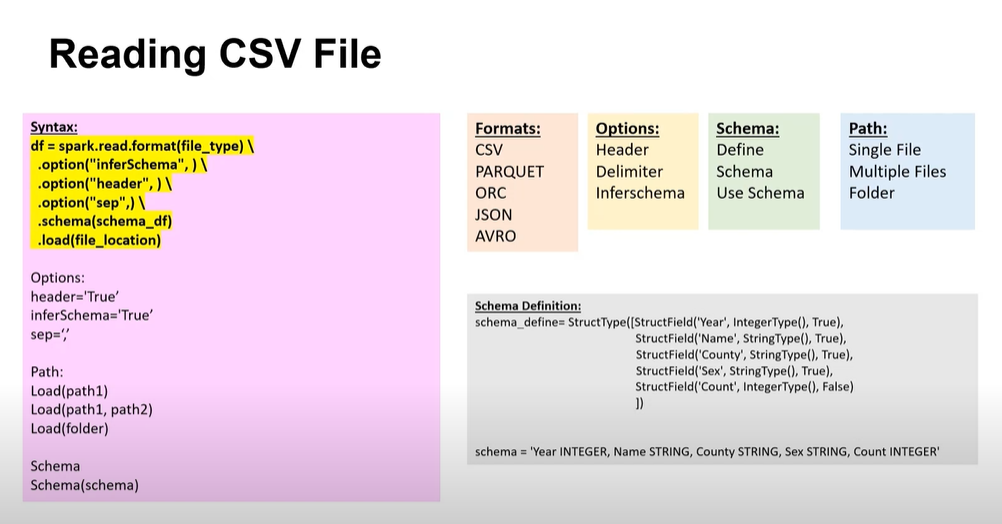 Reading CSV File
Syntax:
df = spark.read.format(file_type) \
.option("inferSchema", ) \
.option("header", ) \
.option("sep",) \
.schema(schema_df)
.load(file_location)
Options:
header='True’
inferSchema='True’
sep=‘,’
Path:
Load(path1)
Load(path1, path2)
Load(folder)
Schema
Schema(schema)
Formats:
CSV
PARQUET
ORC
JSON
AVRO
Options:
Header
Delimiter
Inferschema
Schema:
Define
Schema
Use Schema
Path:
Single File
Multiple Files
Folder
Schema Definition:
schema_define= StructType([StructField('Year', IntegerType(), True),
StructField('Name', StringType(), True),
StructField('County', StringType(), True),
StructField('Sex', StringType(), True),
StructField('Count', IntegerType(), False)
])
schema = 'Year INTEGER, Name STRING, County STRING, Sex STRING, Count INTEGER'